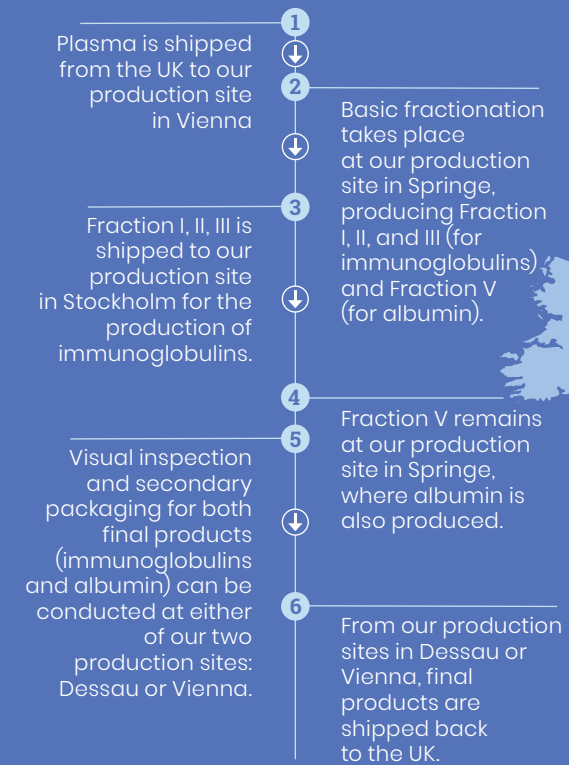 1
Plasma is shipped
from the UK to our
production site
in Vienna
2
Basic fractionation
takes place
at our production
site in Springe,
producing Fraction
I, II, and III (for
immunoglobulins)
and Fraction V
(for albumin).
3
Fraction I, II, III is
shipped to our
production site
in Stockholm for the
production of
immunoglobulins.
4
Fraction V remains
at our production
site in Springe,
where albumin is
also produced.
5
Visual inspection
and secondary
packaging for both
final products
(immunoglobulins
and albumin) can be
conducted at either
of our two
production sites:
Dessau or Vienna.
6
From our production
sites in Dessau or
Vienna, final
products are
shipped back
to the UK.